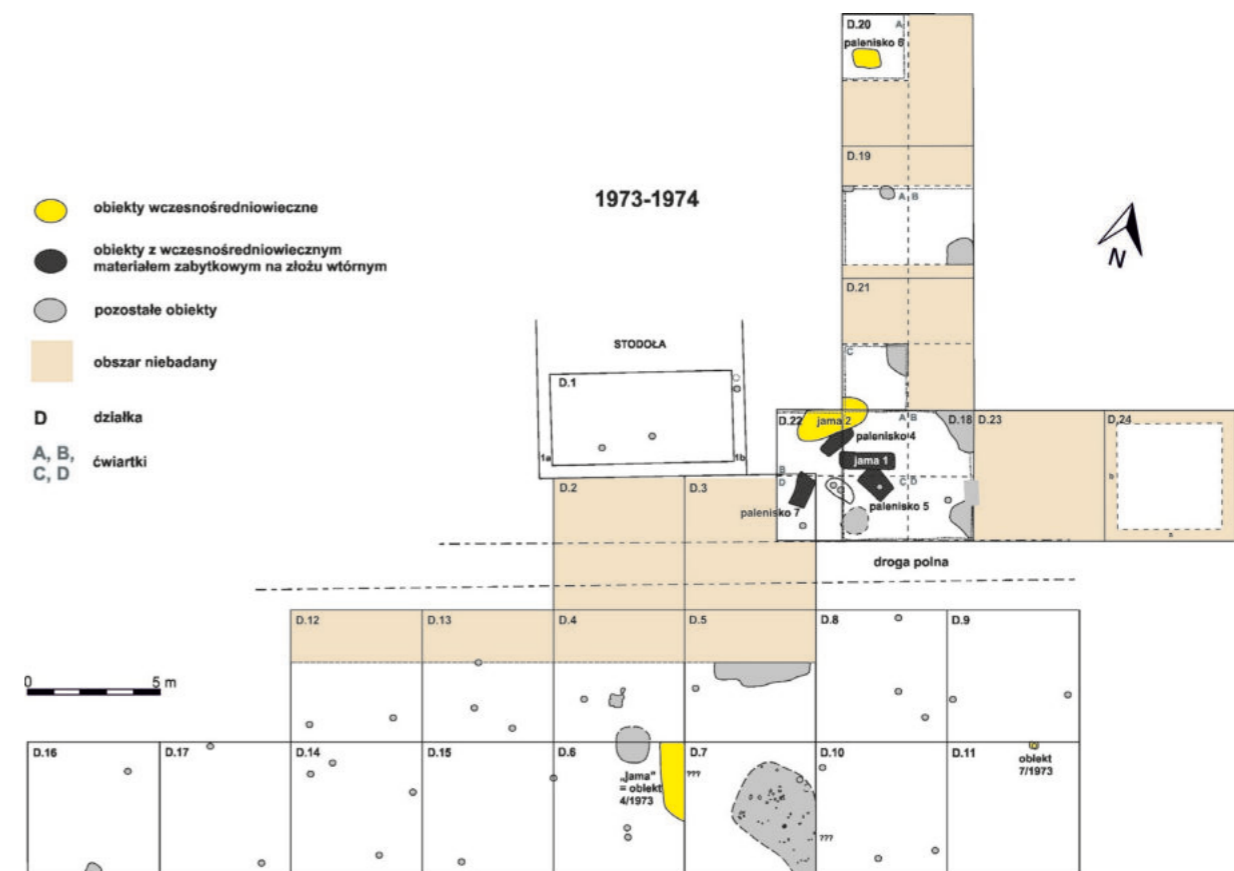 D.20 A
palenisko 6
D.19
A B
1973-1974
N
obiekty wczesnośredniowieczne
obiekty z wczesnośredniowiecznym
materiałem zabytkowym na złożu wtórnym
pozostałe obiekty
obszar niebadany
D działka
A, B,
C, D
ćwiartki
D.21
C
STODOŁA
D.1
1a 1b
D.22 jama 2 A B D.18 D.23 D.24
palenisko 4
jama 1
B
D
C D
b
palenisko 7
palenisko 5
a
D.2 D.3
droga polna
D.12 D.13 D.4 D.5 D.8 D.9
0 5 m
D.16 D.17 D.14 D.15 D.6 D.7 D.10 D.11
„jama”
= obiekt
4/1973
???
obiekt
7/1973
???